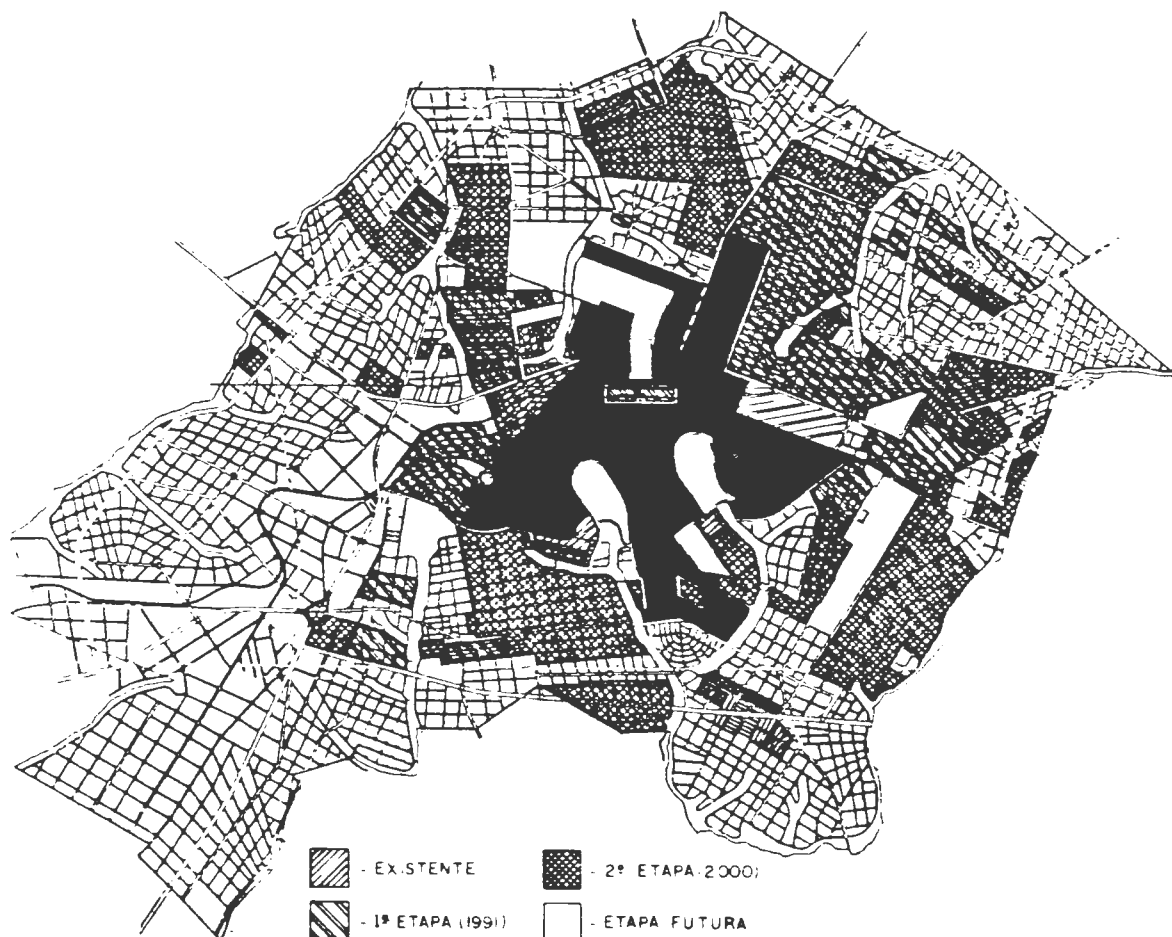 - EXISTENTE
- 2ª ETAPA (2000)
- 1ª ETAPA (1991)
- ETAPA FUTURA